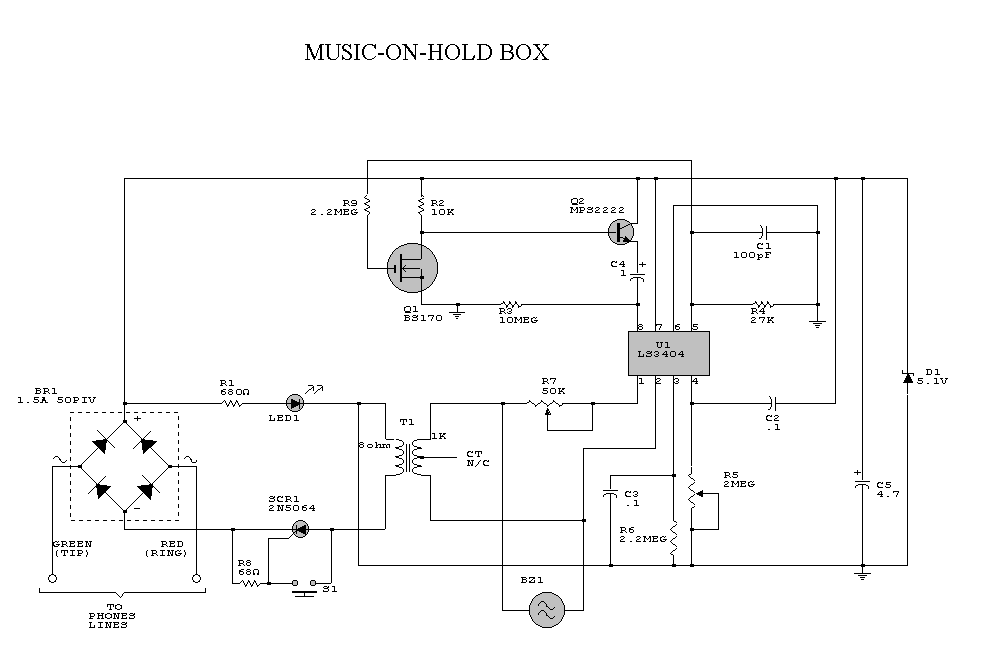 MUSIC-ON-HOLD BOX
R9
2.2MEG
R2
10K
Q2
MPS2222
C4
+
1
C1
100pF
Q1
BS170
R3
10MEG
R4
27K
8 7 6 5
U1
LS3404
1 2 3 4
D1
5.1V
BR1
1.5A 50PIV
R1
680Ω
LED1
R7
50K
T1
8ohm
1K
CT
N/C
C2
.1
+
-
SCR1
2N5064
C3
.1
R5
2MEG
+
C5
4.7
R6
2.2MEG
GREEN
(TIP)
RED
(RING)
R8
68Ω
S1
BZ1
TO
PHONES
LINES